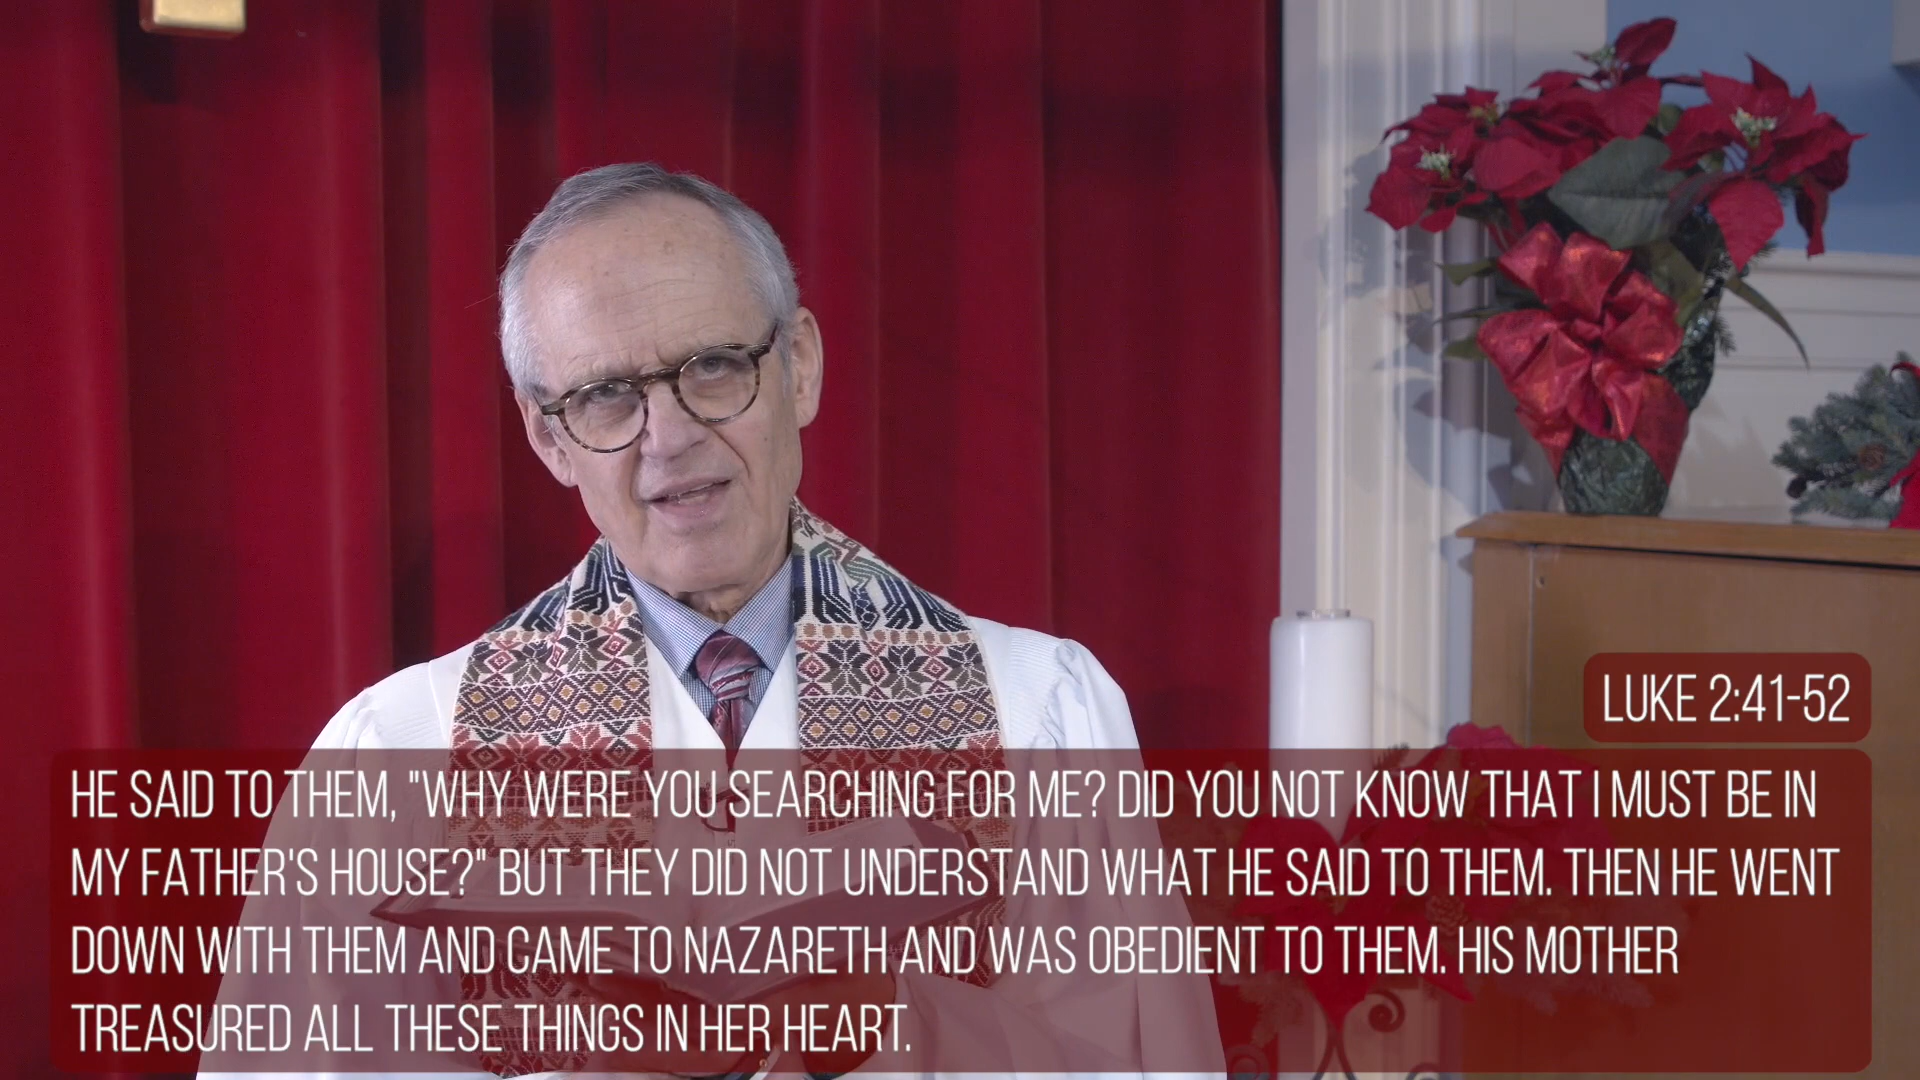 LUKE 2:41-52
HE SAID TO THEM, "WHY WERE YOU SEARCHING FOR ME? DID YOU NOT KNOW THAT I MUST BE IN
MY FATHER'S HOUSE?" BUT THEY DID NOT UNDERSTAND WHAT HE SAID TO THEM. THEN HE WENT
DOWN WITH THEM AND CAME TO NAZARETH AND WAS OBEDIENT TO THEM. HIS MOTHER
TREASURED ALL THESE THINGS IN HER HEART.